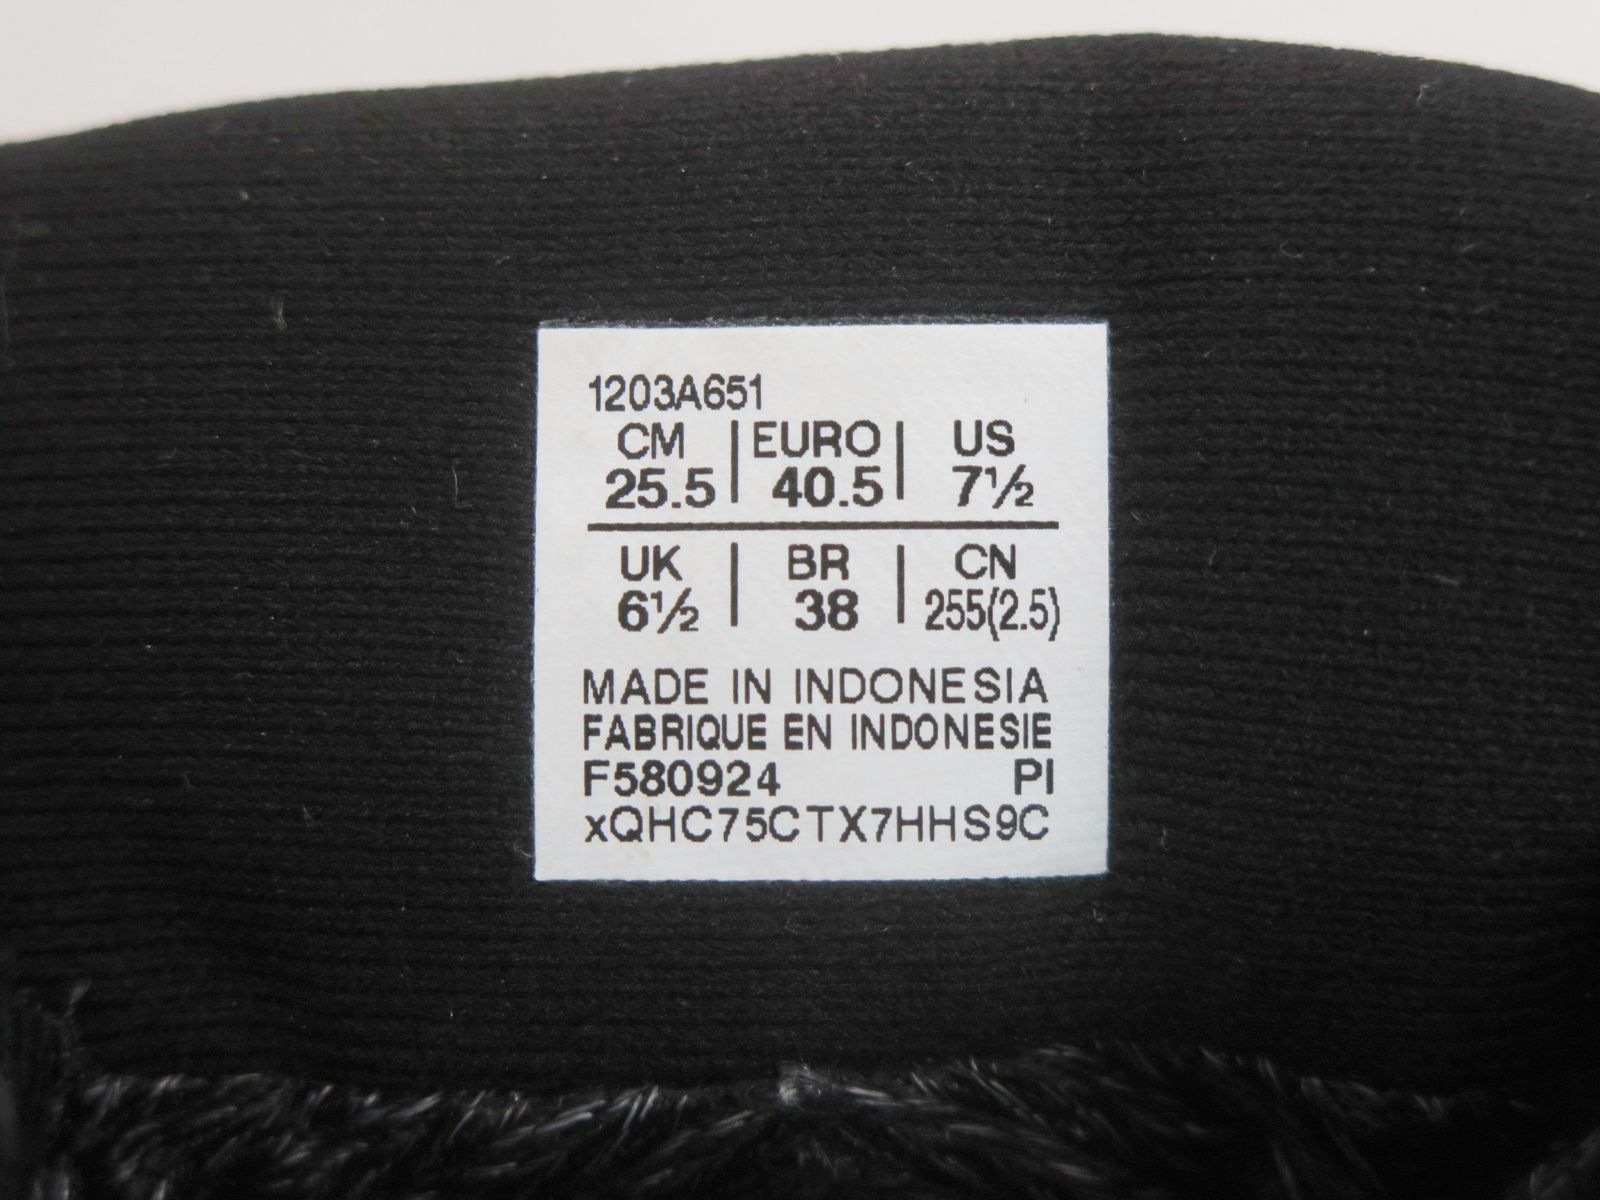 1203A651
CM | EURO | US
25.5 | 40.5 | 7½
UK | BR | CN
6½ | 38 | 255(2.5)
MADE IN INDONESIA
FABRIQUE EN INDONESIE
F580924 PI
xQHC75CTX7HHS9C